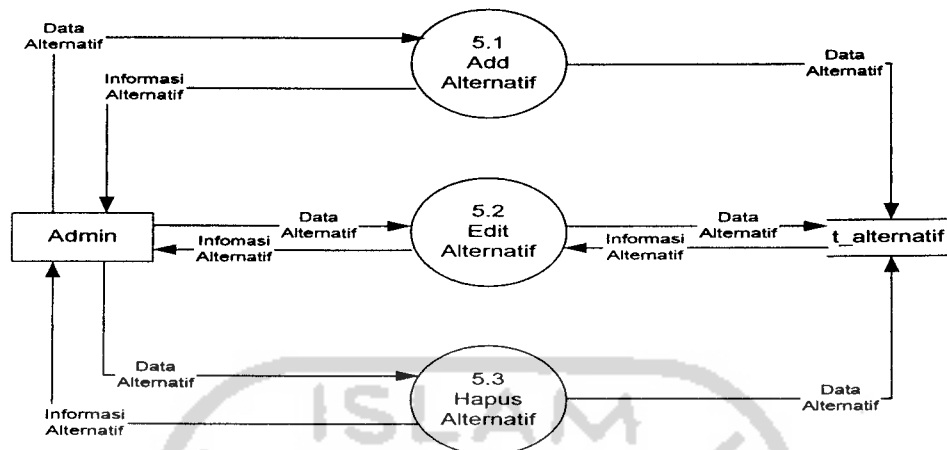 Data
Alternatif
5.1
Add
Alternatif
Data
Alternatif
Informasi
Alternatif
Admin
Data
Alternatif
Infomasi
Alternatif
5.2
Edit
Alternatif
Data
Alternatif
Informasi
Alternatif
t_alternatif
Data
Alternatif
Informasi
Alternatif
5.3
Hapus
Alternatif
Data
Alternatif
ISLAM